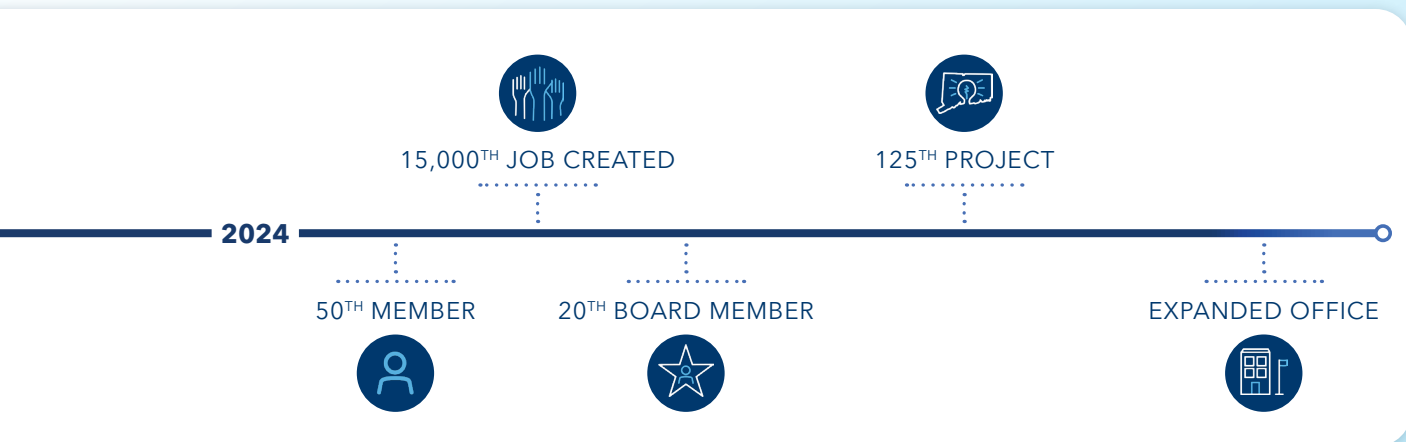 15,000TH JOB CREATED
125TH PROJECT
2024
50TH MEMBER
20TH BOARD MEMBER
EXPANDED OFFICE